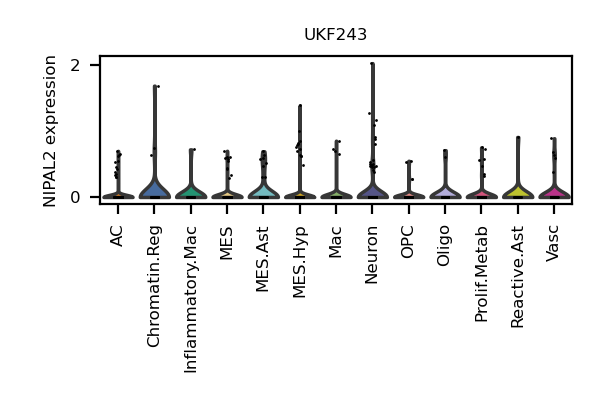 UKF243
NIPAL2 expression
2
0
AC
Chromatin.Reg
Inflammatory.Mac
MES
MES.Ast
MES.Hyp
Mac
Neuron
OPC
Oligo
Prolif.Metab
Reactive.Ast
Vasc